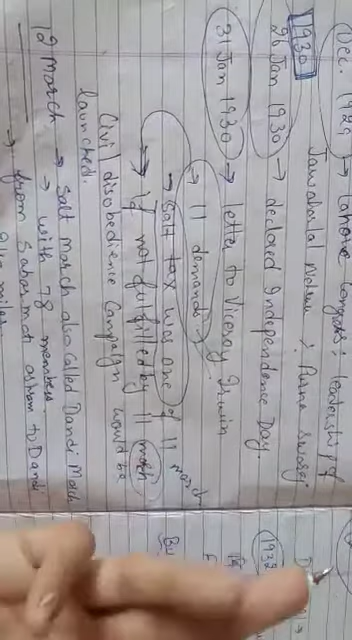 Dec. 1929 → Lahore Congress: leadership of
Jawaharlal Nehru; Purna Swaraj
1930
26 Jan 1930 → declared Independence Day.
31 Jan 1930 → letter to Viceroy Irwin
→ 11 demands →
→ Salt tax was one of 11
→ If not fulfilled by 11 march
march
Civil disobedience Campaign would be
launched.
12 March → Salt March also called Dandi March
→ with 78 members
→ from Sabarmati ashram to Dandi
miles
1932